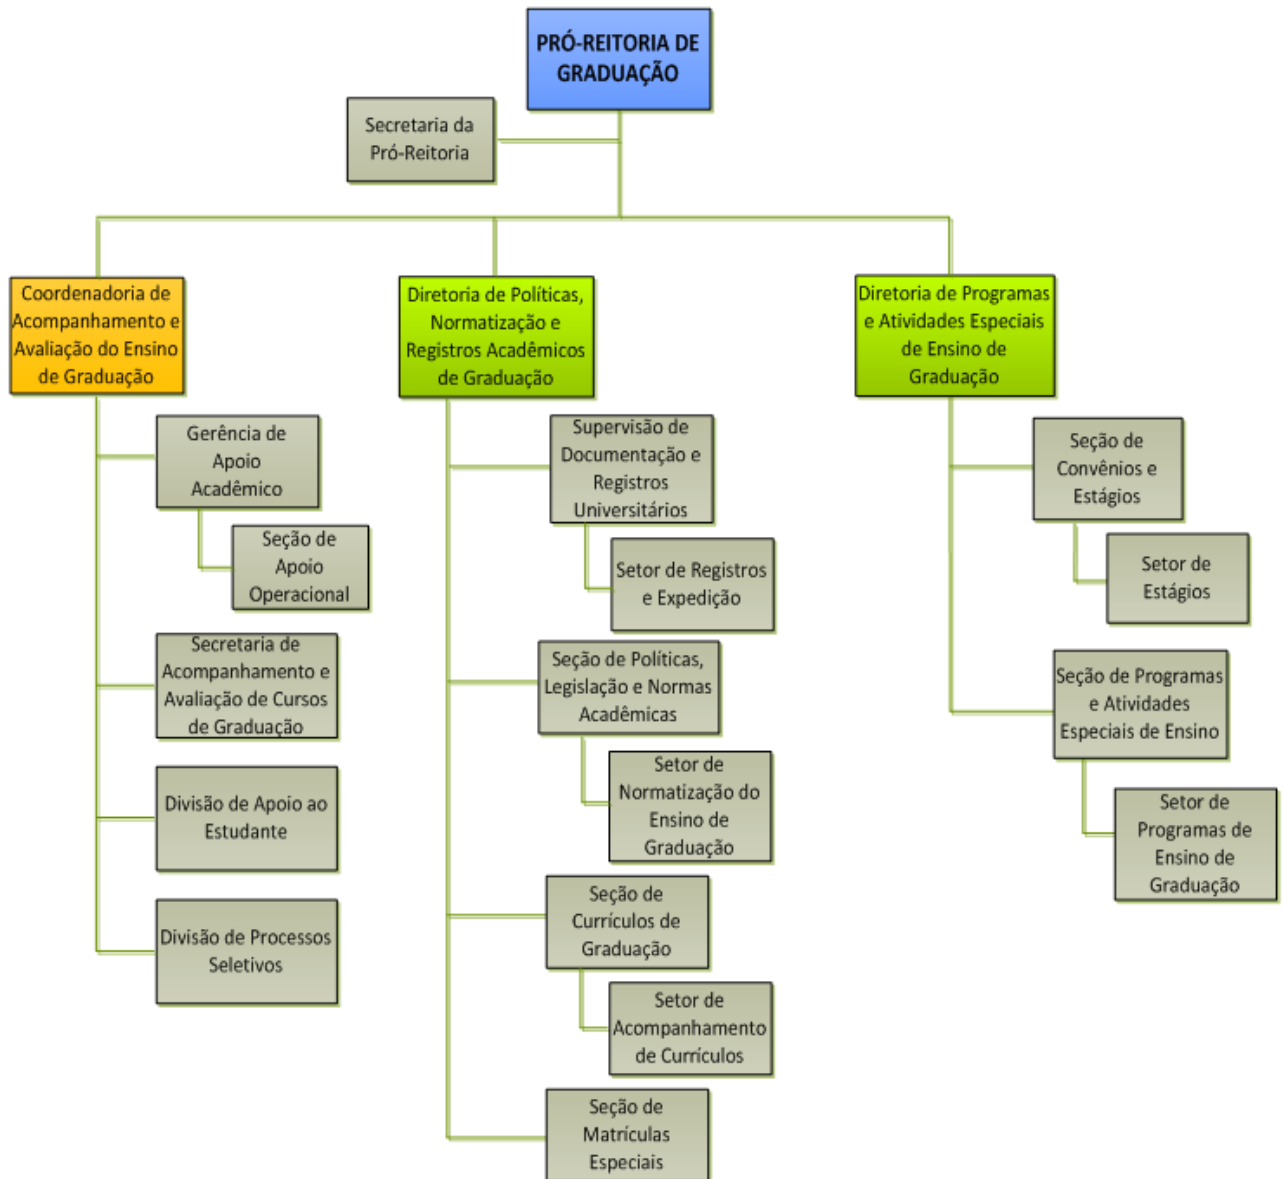 PRÓ-REITORIA DE
GRADUAÇÃO
Secretaria da
Pró-Reitoria
Coordenadoria de
Acompanhamento e
Avaliação do Ensino
de Graduação
Gerência de
Apoio
Acadêmico
Seção de
Apoio
Operacional
Secretaria de
Acompanhamento e
Avaliação de Cursos
de Graduação
Divisão de Apoio ao
Estudante
Divisão de Processos
Seletivos
Diretoria de Políticas,
Normatização e
Registros Acadêmicos
de Graduação
Supervisão de
Documentação e
Registros
Universitários
Setor de Registros
e Expedição
Seção de Políticas,
Legislação e Normas
Acadêmicas
Setor de
Normatização do
Ensino de
Graduação
Seção de
Currículos de
Graduação
Setor de
Acompanhamento
de Currículos
Seção de
Matrículas
Especiais
Diretoria de Programas
e Atividades Especiais
de Ensino de
Graduação
Seção de
Convênios e
Estágios
Setor de
Estágios
Seção de Programas
e Atividades
Especiais de Ensino
Setor de
Programas de
Ensino de
Graduação